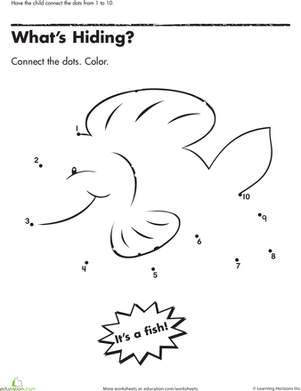 Have the child connect the dots from 1 to 10.
What's Hiding?
Connect the dots. Color.
1
2
3
4
5
6
7
8
9
10
It's a fish!
education.com
More worksheets at www.education.com/worksheets
© Learning Horizons Inc.